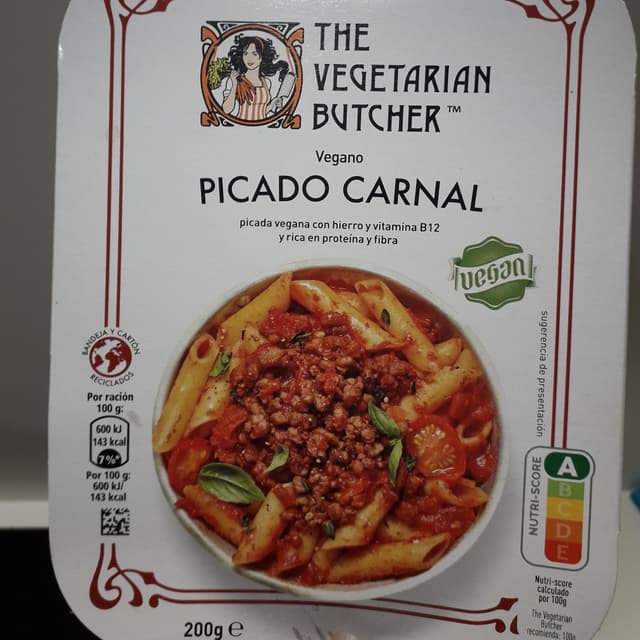 THE
VEGETARIAN
BUTCHER™
Vegano
PICADO CARNAL
picada vegana con hierro y vitamina B12
y rica en proteína y fibra
vegan
sugerencia de presentación
BANDEJA Y CARTÓN
RECICLADOS
Por ración
100 g:
600 kJ
143 kcal
7%*
Por 100 g:
600 kJ/
143 kcal
NUTRI-SCORE
A
B
C
D
E
Nutri-score
calculado
por 100g
The Vegetarian
Butcher
recomienda: 100g
200g e